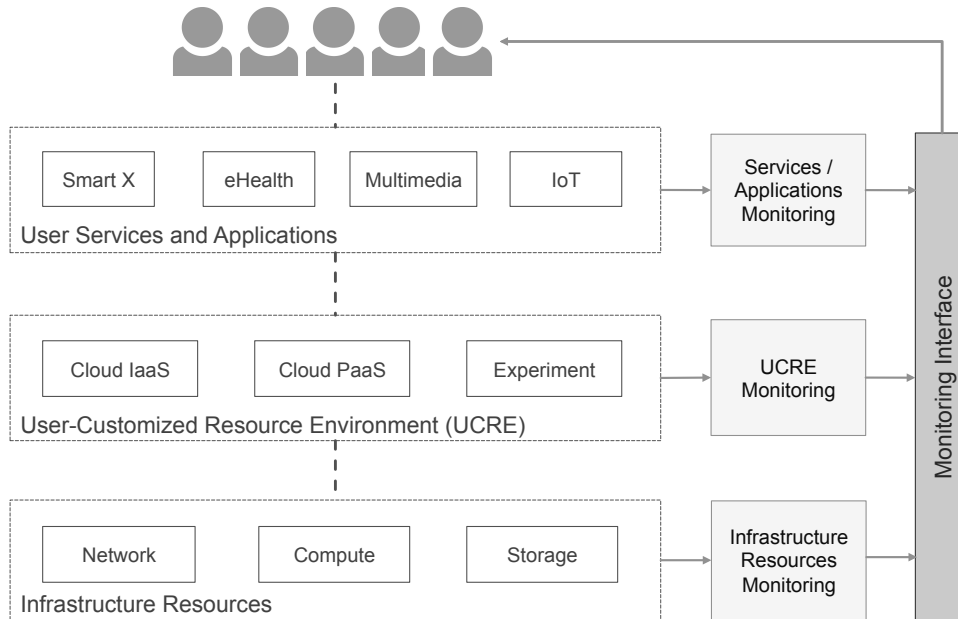 Smart X
eHealth
Multimedia
IoT
User Services and Applications
Services /
Applications
Monitoring
Cloud IaaS
Cloud PaaS
Experiment
User-Customized Resource Environment (UCRE)
UCRE
Monitoring
Network
Compute
Storage
Infrastructure Resources
Infrastructure
Resources
Monitoring
Monitoring Interface